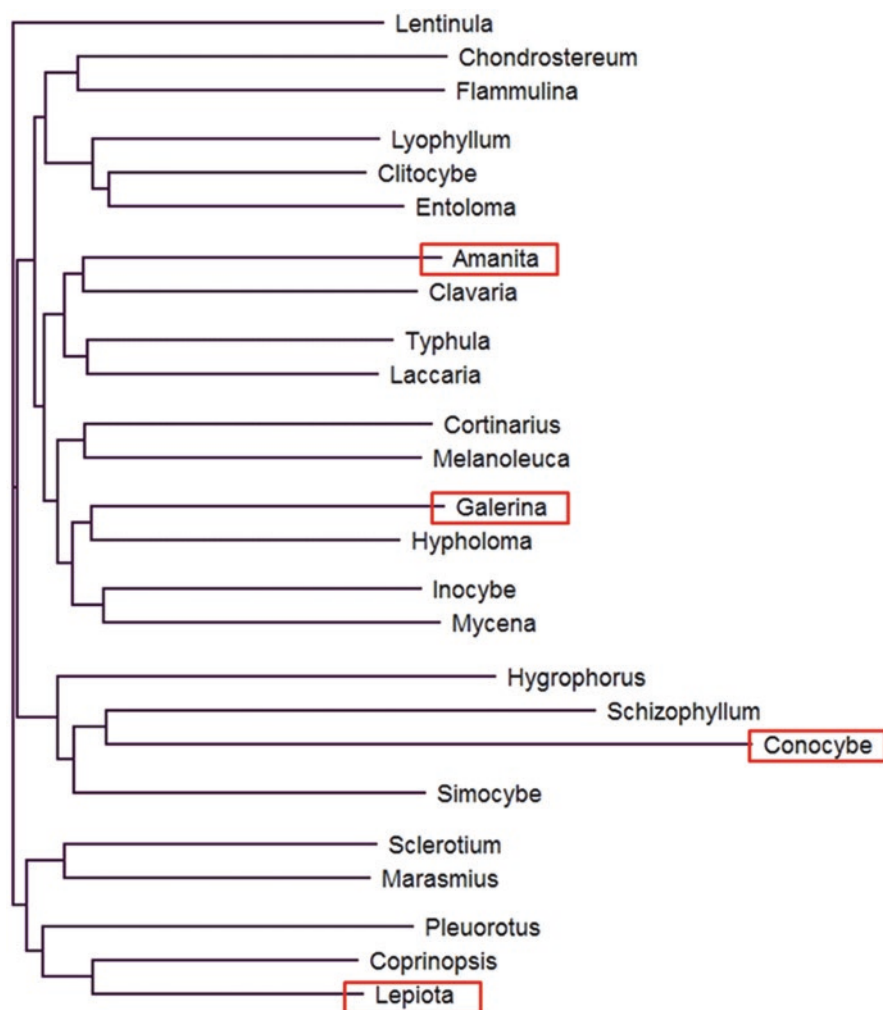 Lentinula
Chondrostereum
Flammulina
Lyophyllum
Clitocybe
Entoloma
Amanita
Clavaria
Typhula
Laccaria
Cortinarius
Melanoleuca
Galerina
Hypholoma
Inocybe
Mycena
Hygrophorus
Schizophyllum
Conocybe
Simocybe
Sclerotium
Marasmius
Pleuorotus
Coprinopsis
Lepiota